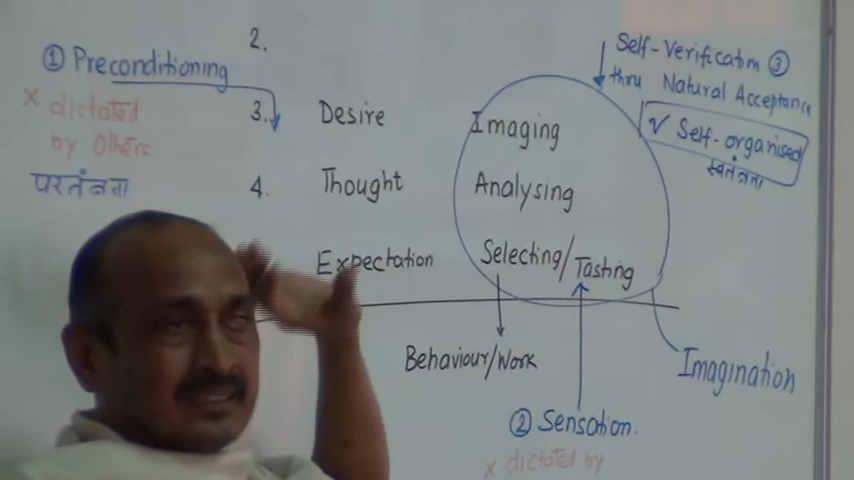 ① Preconditioning
x dictated
by Others
परतंत्रता
2.
3. Desire Imaging
4. Thought Analysing
Expectation Selecting/Tasting
Self-Verification ③
thru Natural Acceptance
√ Self-organised
स्वतंत्रता
Behaviour/Work
Imagination
② Sensation.
x dictated by